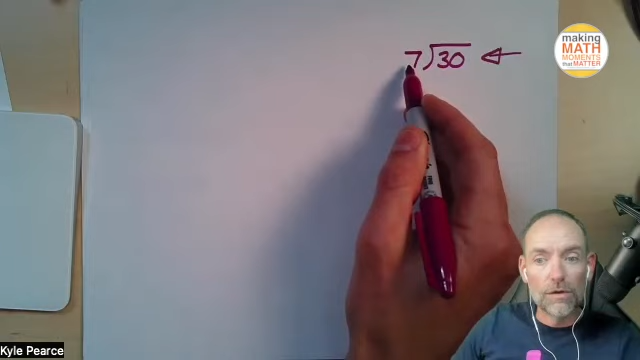 7)30
making
MATH
MOMENTS
that MATTER
Kyle Pearce